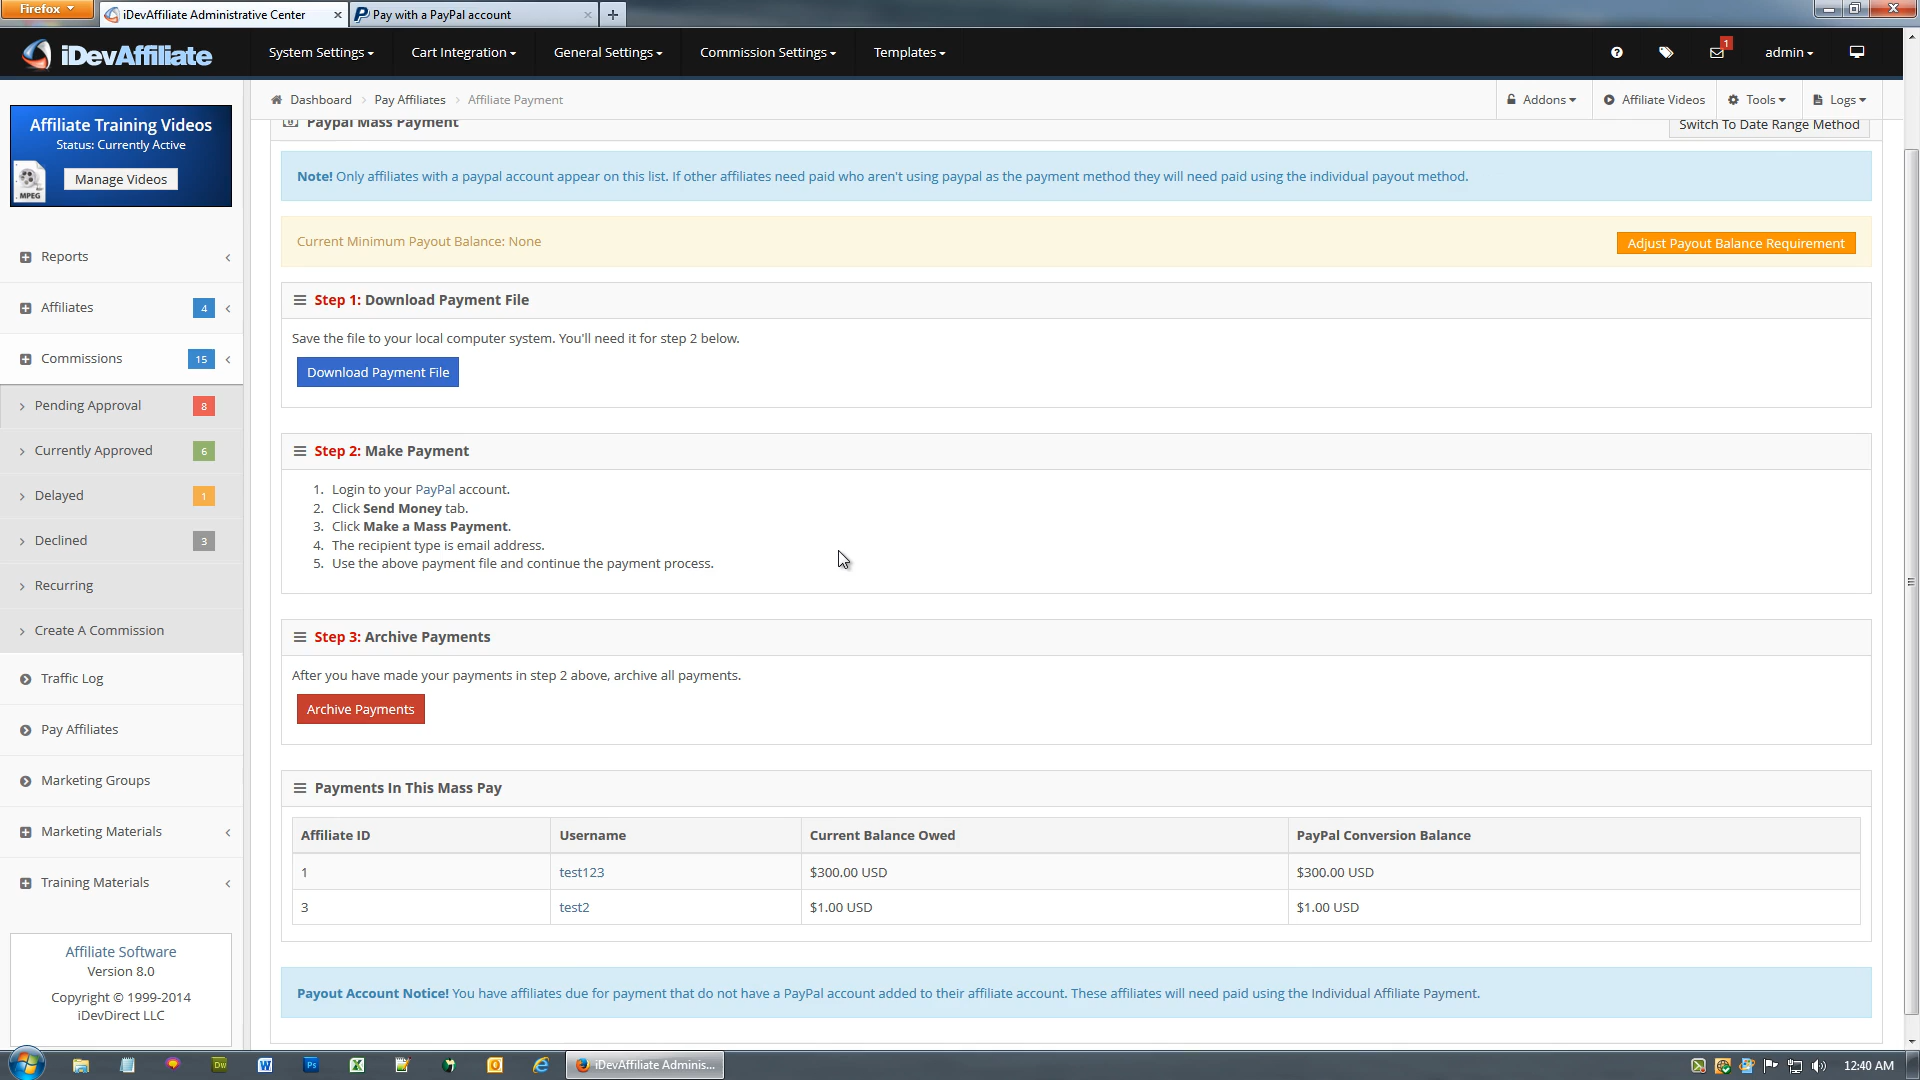 Firefox
iDevAffiliate Administrative Center
Pay with a PayPal account
iDevAffiliate
System Settings
Cart Integration
General Settings
Commission Settings
Templates
1
admin
Dashboard
Pay Affiliates
Affiliate Payment
Addons
Affiliate Videos
Tools
Logs
Affiliate Training Videos
Status: Currently Active
Manage Videos
MPEG
Reports
Affiliates 4
Commissions 15
Pending Approval 8
Currently Approved 6
Delayed 1
Declined 3
Recurring
Create A Commission
Traffic Log
Pay Affiliates
Marketing Groups
Marketing Materials
Training Materials
Affiliate Software
Version 8.0
Copyright © 1999-2014
iDevDirect LLC
Paypal Mass Payment
Switch To Date Range Method
Note! Only affiliates with a paypal account appear on this list. If other affiliates need paid who aren't using paypal as the payment method they will need paid using the individual payout method.
Current Minimum Payout Balance: None
Adjust Payout Balance Requirement
Step 1: Download Payment File
Save the file to your local computer system. You'll need it for step 2 below.
Download Payment File
Step 2: Make Payment
1. Login to your PayPal account.
2. Click Send Money tab.
3. Click Make a Mass Payment.
4. The recipient type is email address.
5. Use the above payment file and continue the payment process.
Step 3: Archive Payments
After you have made your payments in step 2 above, archive all payments.
Archive Payments
Payments In This Mass Pay
Affiliate ID Username Current Balance Owed PayPal Conversion Balance
1 test123 $300.00 USD $300.00 USD
3 test2 $1.00 USD $1.00 USD
Payout Account Notice! You have affiliates due for payment that do not have a PayPal account added to their affiliate account. These affiliates will need paid using the Individual Affiliate Payment.
Dw
Ps
iDevAffiliate Adminis...
12:40 AM